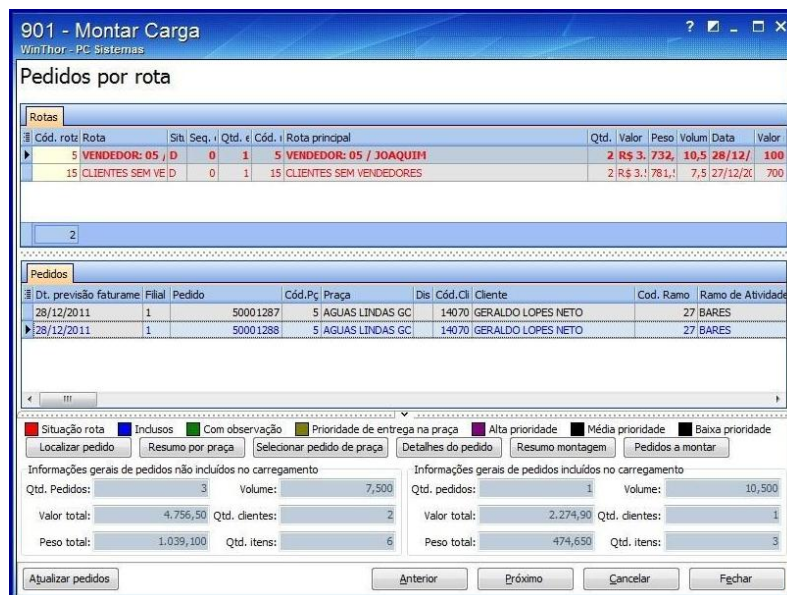 901 - Montar Carga
WinThor - PC Sistemas
Pedidos por rota
Rotas
Cód. rota Rota Situ Seq. Qtd. e Cód. Rota principal Qtd. Valor Peso Volum Data Valor
5 VENDEDOR: 05 / D 0 1 5 VENDEDOR: 05 / JOAQUIM 2 R$ 3. 732, 10,5 28/12/ 100
15 CLIENTES SEM VE D 0 1 15 CLIENTES SEM VENDEDORES 2 R$ 3. 781, 7,5 27/12/20 700
2
Pedidos
Dt. previsão faturame Filial Pedido Cód.Pç Praça Dis Cód.Cli Cliente Cod. Ramo Ramo de Atividade
28/12/2011 1 50001287 5 AGUAS LINDAS GC 14070 GERALDO LOPES NETO 27 BARES
28/12/2011 1 50001288 5 AGUAS LINDAS GC 14070 GERALDO LOPES NETO 27 BARES
Situação rota Inclusos Com observação Prioridade de entrega na praça Alta prioridade Média prioridade Baixa prioridade
Localizar pedido Resumo por praça Selecionar pedido de praça Detalhes do pedido Resumo montagem Pedidos a montar
Informações gerais de pedidos não incluídos no carregamento Informações gerais de pedidos incluídos no carregamento
Qtd. Pedidos: 3 Volume: 7,500 Qtd. pedidos: 1 Volume: 10,500
Valor total: 4.756,50 Qtd. clientes: 2 Valor total: 2.274,90 Qtd. clientes: 1
Peso total: 1.039,100 Qtd. itens: 6 Peso total: 474,650 Qtd. itens: 3
Atualizar pedidos Anterior Próximo Cancelar Fechar